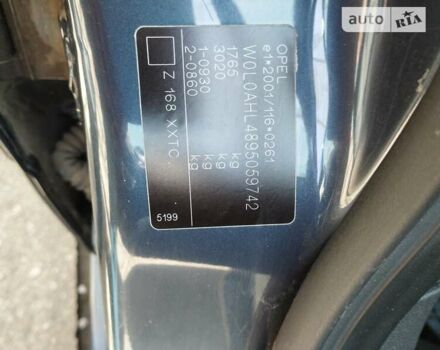 OPEL
e1*2001/116*0261
W0L0AHL4895059742
1765 kg
3020 kg
1-0930 kg
2-0860 kg
Z 168 XXTC
5199
auto RIA